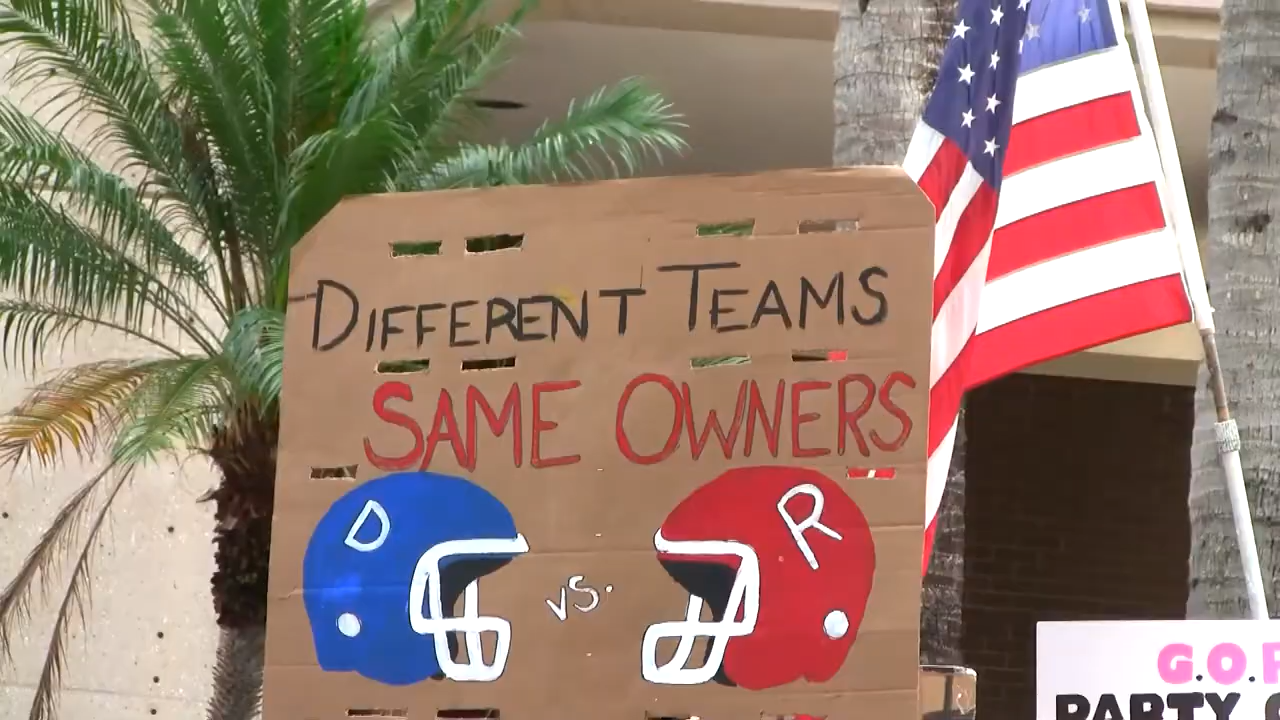 DIFFERENT TEAMS
SAME OWNERS
D
R
vs.
G.O.
PARTY